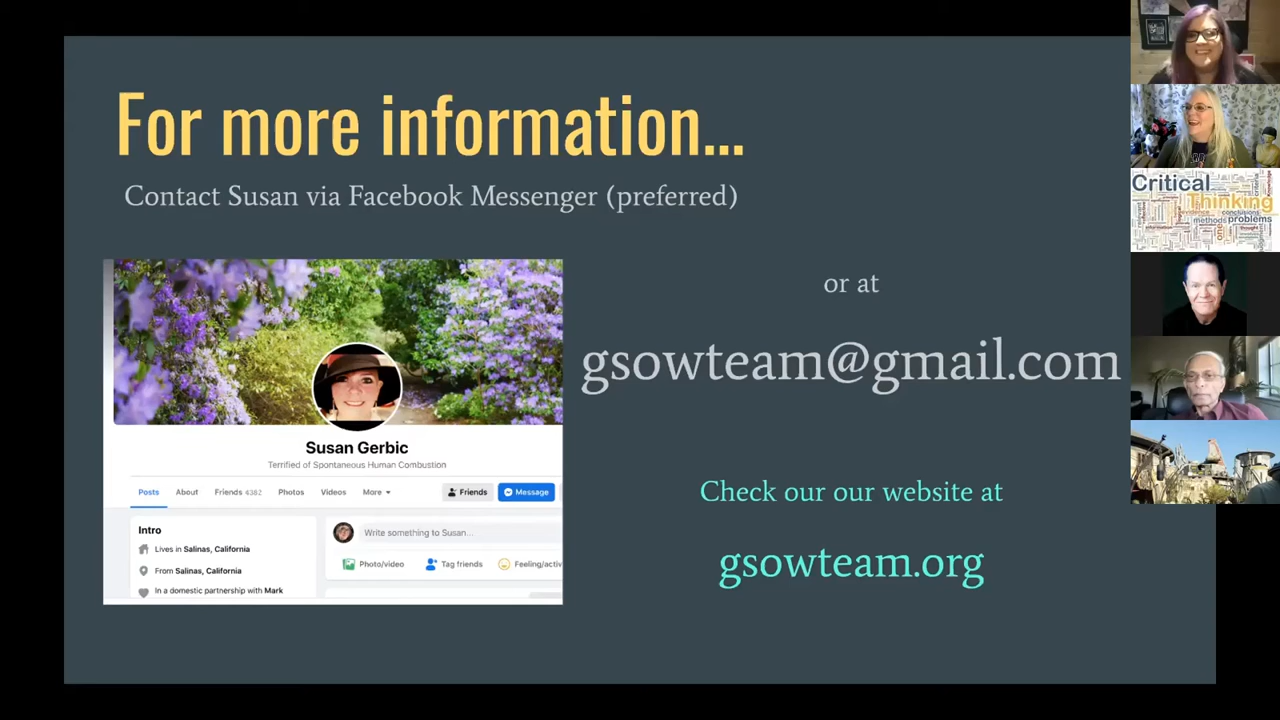 For more information...
Contact Susan via Facebook Messenger (preferred)
or at
gsowteam@gmail.com
Check our our website at
gsowteam.org
Susan Gerbic
Terrified of Spontaneous Human Combustion
Posts About Friends 4382 Photos Videos More Friends Message
Intro
Lives in Salinas, California
From Salinas, California
In a domestic partnership with Mark
Write something to Susan...
Photo/video Tag friends Feeling/activ
Critical
Thinking
evidence conclusions
methods problems